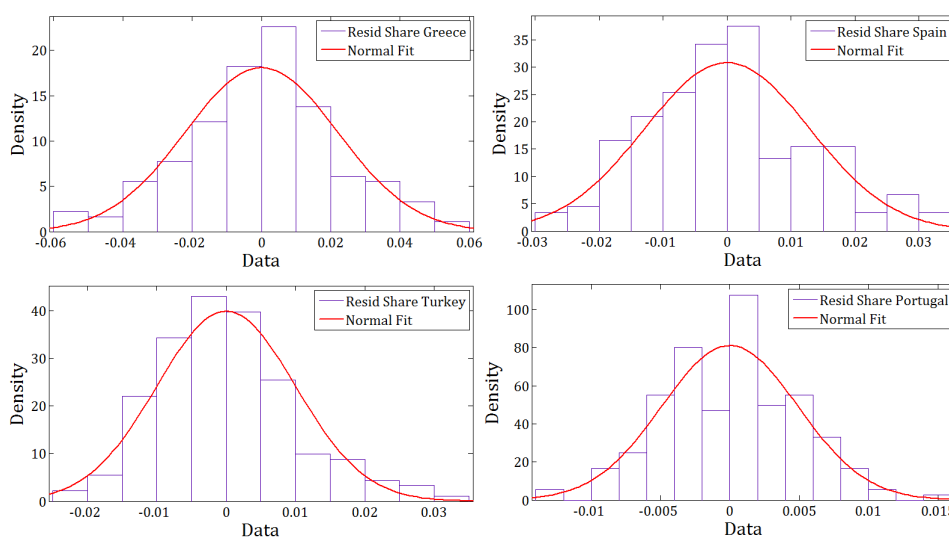 Resid Share Greece
Normal Fit
Density
20
15
10
5
0
-0.06 -0.04 -0.02 0 0.02 0.04 0.06
Data
Resid Share Spain
Normal Fit
Density
35
30
25
20
15
10
5
0
-0.03 -0.02 -0.01 0 0.01 0.02 0.03
Data
Resid Share Turkey
Normal Fit
Density
40
30
20
10
0
-0.02 -0.01 0 0.01 0.02 0.03
Data
Resid Share Portugal
Normal Fit
Density
100
80
60
40
20
0
-0.01 -0.005 0 0.005 0.01 0.015
Data